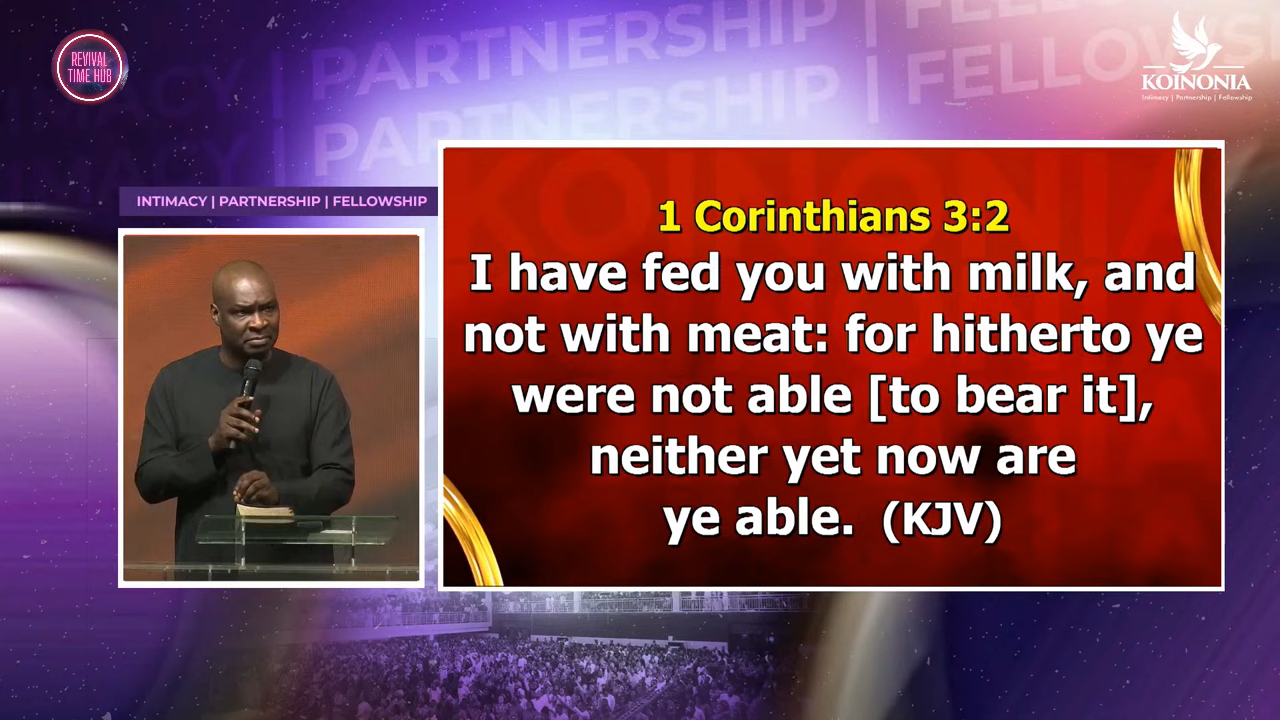 PARTNERSHIP | FELLOWSHIP
PARTNERSHIP | FELLOWSHIP
REVIVAL
TIME HUB
KOINONIA
Intimacy | Partnership | Fellowship
INTIMACY | PARTNERSHIP | FELLOWSHIP
1 Corinthians 3:2
I have fed you with milk, and
not with meat: for hitherto ye
were not able [to bear it],
neither yet now are
ye able. (KJV)